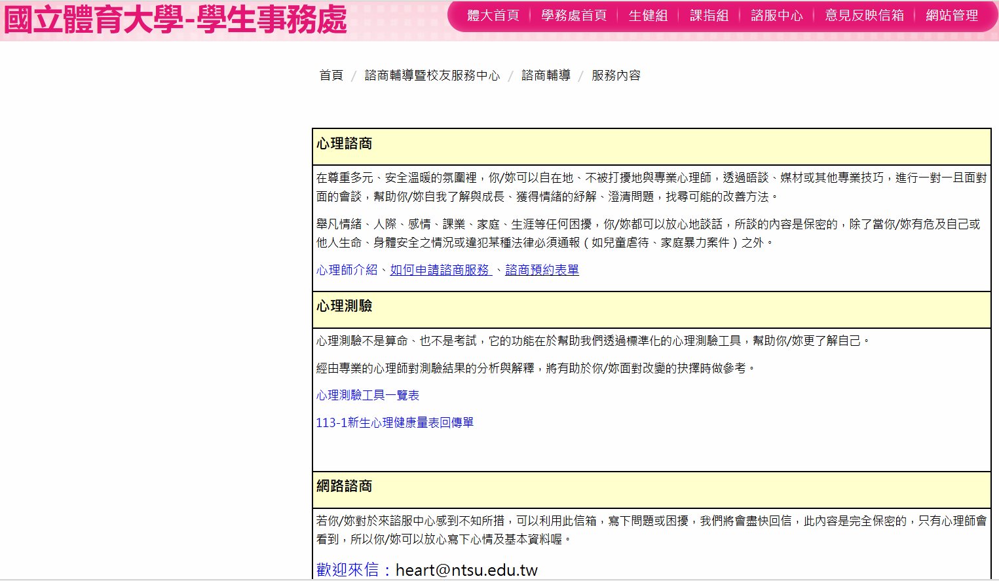 國立體育大學-學生事務處
體大首頁 學務處首頁 生健組 課指組 諮服中心 意見反映信箱 網站管理
首頁 / 諮商輔導暨校友服務中心 / 諮商輔導 / 服務內容
心理諮商
在尊重多元、安全溫暖的氛圍裡，你/妳可以自在地、不被打擾地與專業心理師，透過晤談、媒材或其他專業技巧，進行一對一且面對
面的會談，幫助你/妳自我了解與成長、獲得情緒的紓解、澄清問題，找尋可能的改善方法。
舉凡情緒、人際、感情、課業、家庭、生涯等任何困擾，你/妳都可以放心地談話，所談的內容是保密的，除了當你/妳有危及自己或
他人生命、身體安全之情況或違犯某種法律必須通報（如兒童虐待、家庭暴力案件）之外。
心理師介紹、如何申請諮商服務 、諮商預約表單
心理測驗
心理測驗不是算命、也不是考試，它的功能在於幫助我們透過標準化的心理測驗工具，幫助你/妳更了解自己。
經由專業的心理師對測驗結果的分析與解釋，將有助於你/妳面對改變的抉擇時做參考。
心理測驗工具一覽表
113-1新生心理健康量表回傳單
網路諮商
若你/妳對於來諮服中心感到不知所措，可以利用此信箱，寫下問題或困擾，我們將會盡快回信，此內容是完全保密的，只有心理師會
看到，所以你/妳可以放心寫下心情及基本資料喔。
歡迎來信：heart@ntsu.edu.tw